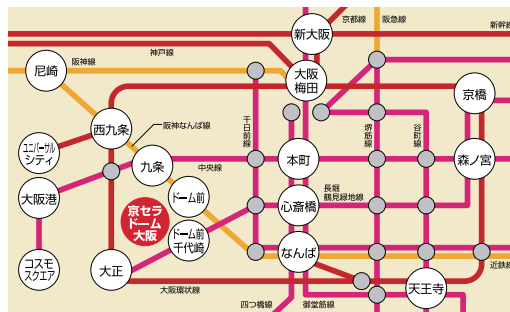 京都線
阪急線
新幹線
新大阪
神戸線
阪神線
尼崎
大阪
梅田
京橋
西九条
阪神なんば線
千日前線
堺筋線
谷町線
ユニバーサル
シティ
九条
中央線
本町
森ノ宮
大阪港
ドーム前
長堀
鶴見緑地線
心斎橋
京セラ
ドーム
大阪
ドーム前
千代崎
なんば
コスモ
スクエア
大正
近鉄線
天王寺
大阪環状線
四つ橋線
御堂筋線